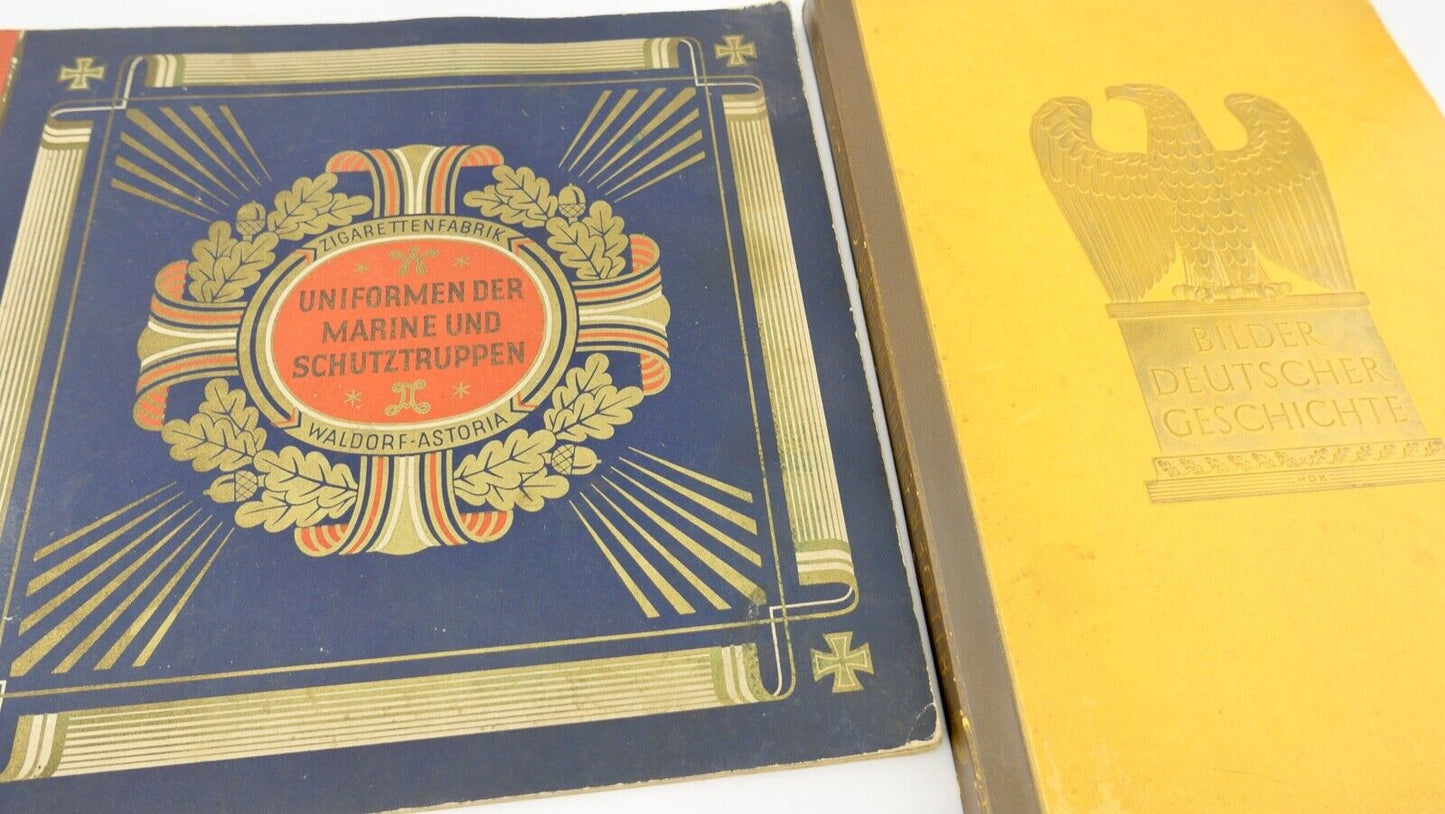 ZIGARETTENFABRIK
UNIFORMEN DER
MARINE UND
SCHUTZTRUPPEN
WALDORF-ASTORIA
BILDER
DEUTSCHER
GESCHICHTE
HDK